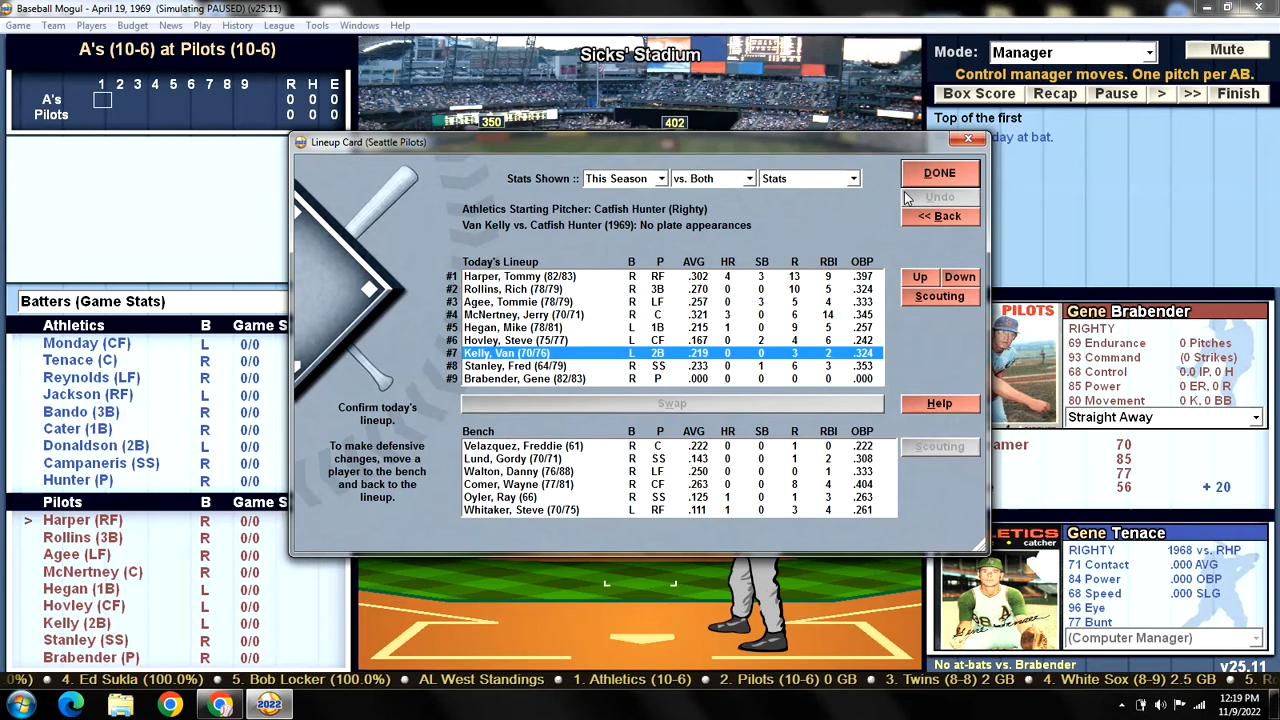 Baseball Mogul - April 19, 1969 (Simulating PAUSED) (v25.11)
Game Team Players Budget News Play History League Tools Windows Help
A's (10-6) at Pilots (10-6)
1 2 3 4 5 6 7 8 9 R H E
A's 0 0 0
Pilots 0 0 0
Sicks' Stadium
350 402
Mode: Manager
Mute
Control manager moves. One pitch per AB.
Box Score Recap Pause > >> Finish
Top of the first
day at bat.
Lineup Card (Seattle Pilots)
Stats Shown :: This Season vs. Both Stats
DONE
Undo
<< Back
Athletics Starting Pitcher: Catfish Hunter (Righty)
Van Kelly vs. Catfish Hunter (1969): No plate appearances
Today's Lineup B P AVG HR SB R RBI OBP
#1 Harper, Tommy (82/83) R RF .302 4 3 13 9 .397
#2 Rollins, Rich (78/79) R 3B .270 0 0 10 5 .324
#3 Agee, Tommie (78/79) R LF .257 0 3 5 4 .333
#4 McNertney, Jerry (70/71) R C .321 3 0 6 14 .345
#5 Hegan, Mike (78/81) L 1B .215 1 0 9 5 .257
#6 Hovley, Steve (75/77) L CF .167 0 2 4 6 .242
#7 Kelly, Van (70/76) L 2B .219 0 0 3 2 .324
#8 Stanley, Fred (64/79) R SS .233 0 1 6 3 .353
#9 Brabender, Gene (82/83) R P .000 0 0 0 0 .000
Up Down
Scouting
Swap
Help
Confirm today's
lineup.
To make defensive
changes, move a
player to the bench
and back to the
lineup.
Bench B P AVG HR SB R RBI OBP
Velazquez, Freddie (61) R C .222 0 0 1 0 .222
Lund, Gordy (70/71) R SS .143 0 0 1 2 .308
Walton, Danny (76/88) R LF .250 0 0 0 1 .333
Comer, Wayne (77/81) R CF .263 0 0 8 4 .404
Oyler, Ray (66) R SS .125 1 0 1 3 .263
Whitaker, Steve (70/75) L RF .111 1 0 3 4 .261
Scouting
Batters (Game Stats)
Athletics B Game S
Monday (CF) L 0/0
Tenace (C) R 0/0
Reynolds (LF) R 0/0
Jackson (RF) L 0/0
Bando (3B) R 0/0
Cater (1B) R 0/0
Donaldson (2B) L 0/0
Campaneris (SS) R 0/0
Hunter (P) R 0/0
Pilots B Game S
> Harper (RF) R 0/0
Rollins (3B) R 0/0
Agee (LF) R 0/0
McNertney (C) R 0/0
Hegan (1B) L 0/0
Hovley (CF) L 0/0
Kelly (2B) L 0/0
Stanley (SS) R 0/0
Brabender (P) R 0/0
PILOTS
Gene Brabender
RIGHTY
69 Endurance 0 Pitches
93 Command (0 Strikes)
68 Control 0.0 IP, 0 H
85 Power 0 ER, 0 R
80 Movement 0 K, 0 BB
Straight Away
amer 70
85
77
56 + 20
LETICS
catcher
Gene Tenace
RIGHTY 1968 vs. RHP
71 Contact .000 AVG
84 Power .000 OBP
68 Speed .000 SLG
96 Eye
77 Bunt
(Computer Manager)
No at-bats vs. Brabender
v25.11
0%) 4. Ed Sukla (100.0%) 5. Bob Locker (100.0%) AL West Standings 1. Athletics (10-6) 2. Pilots (10-6) 0 GB 3. Twins (8-8) 2 GB 4. White Sox (8-9) 2.5 GB 5. Ro
2022
12:19 PM
11/9/2022